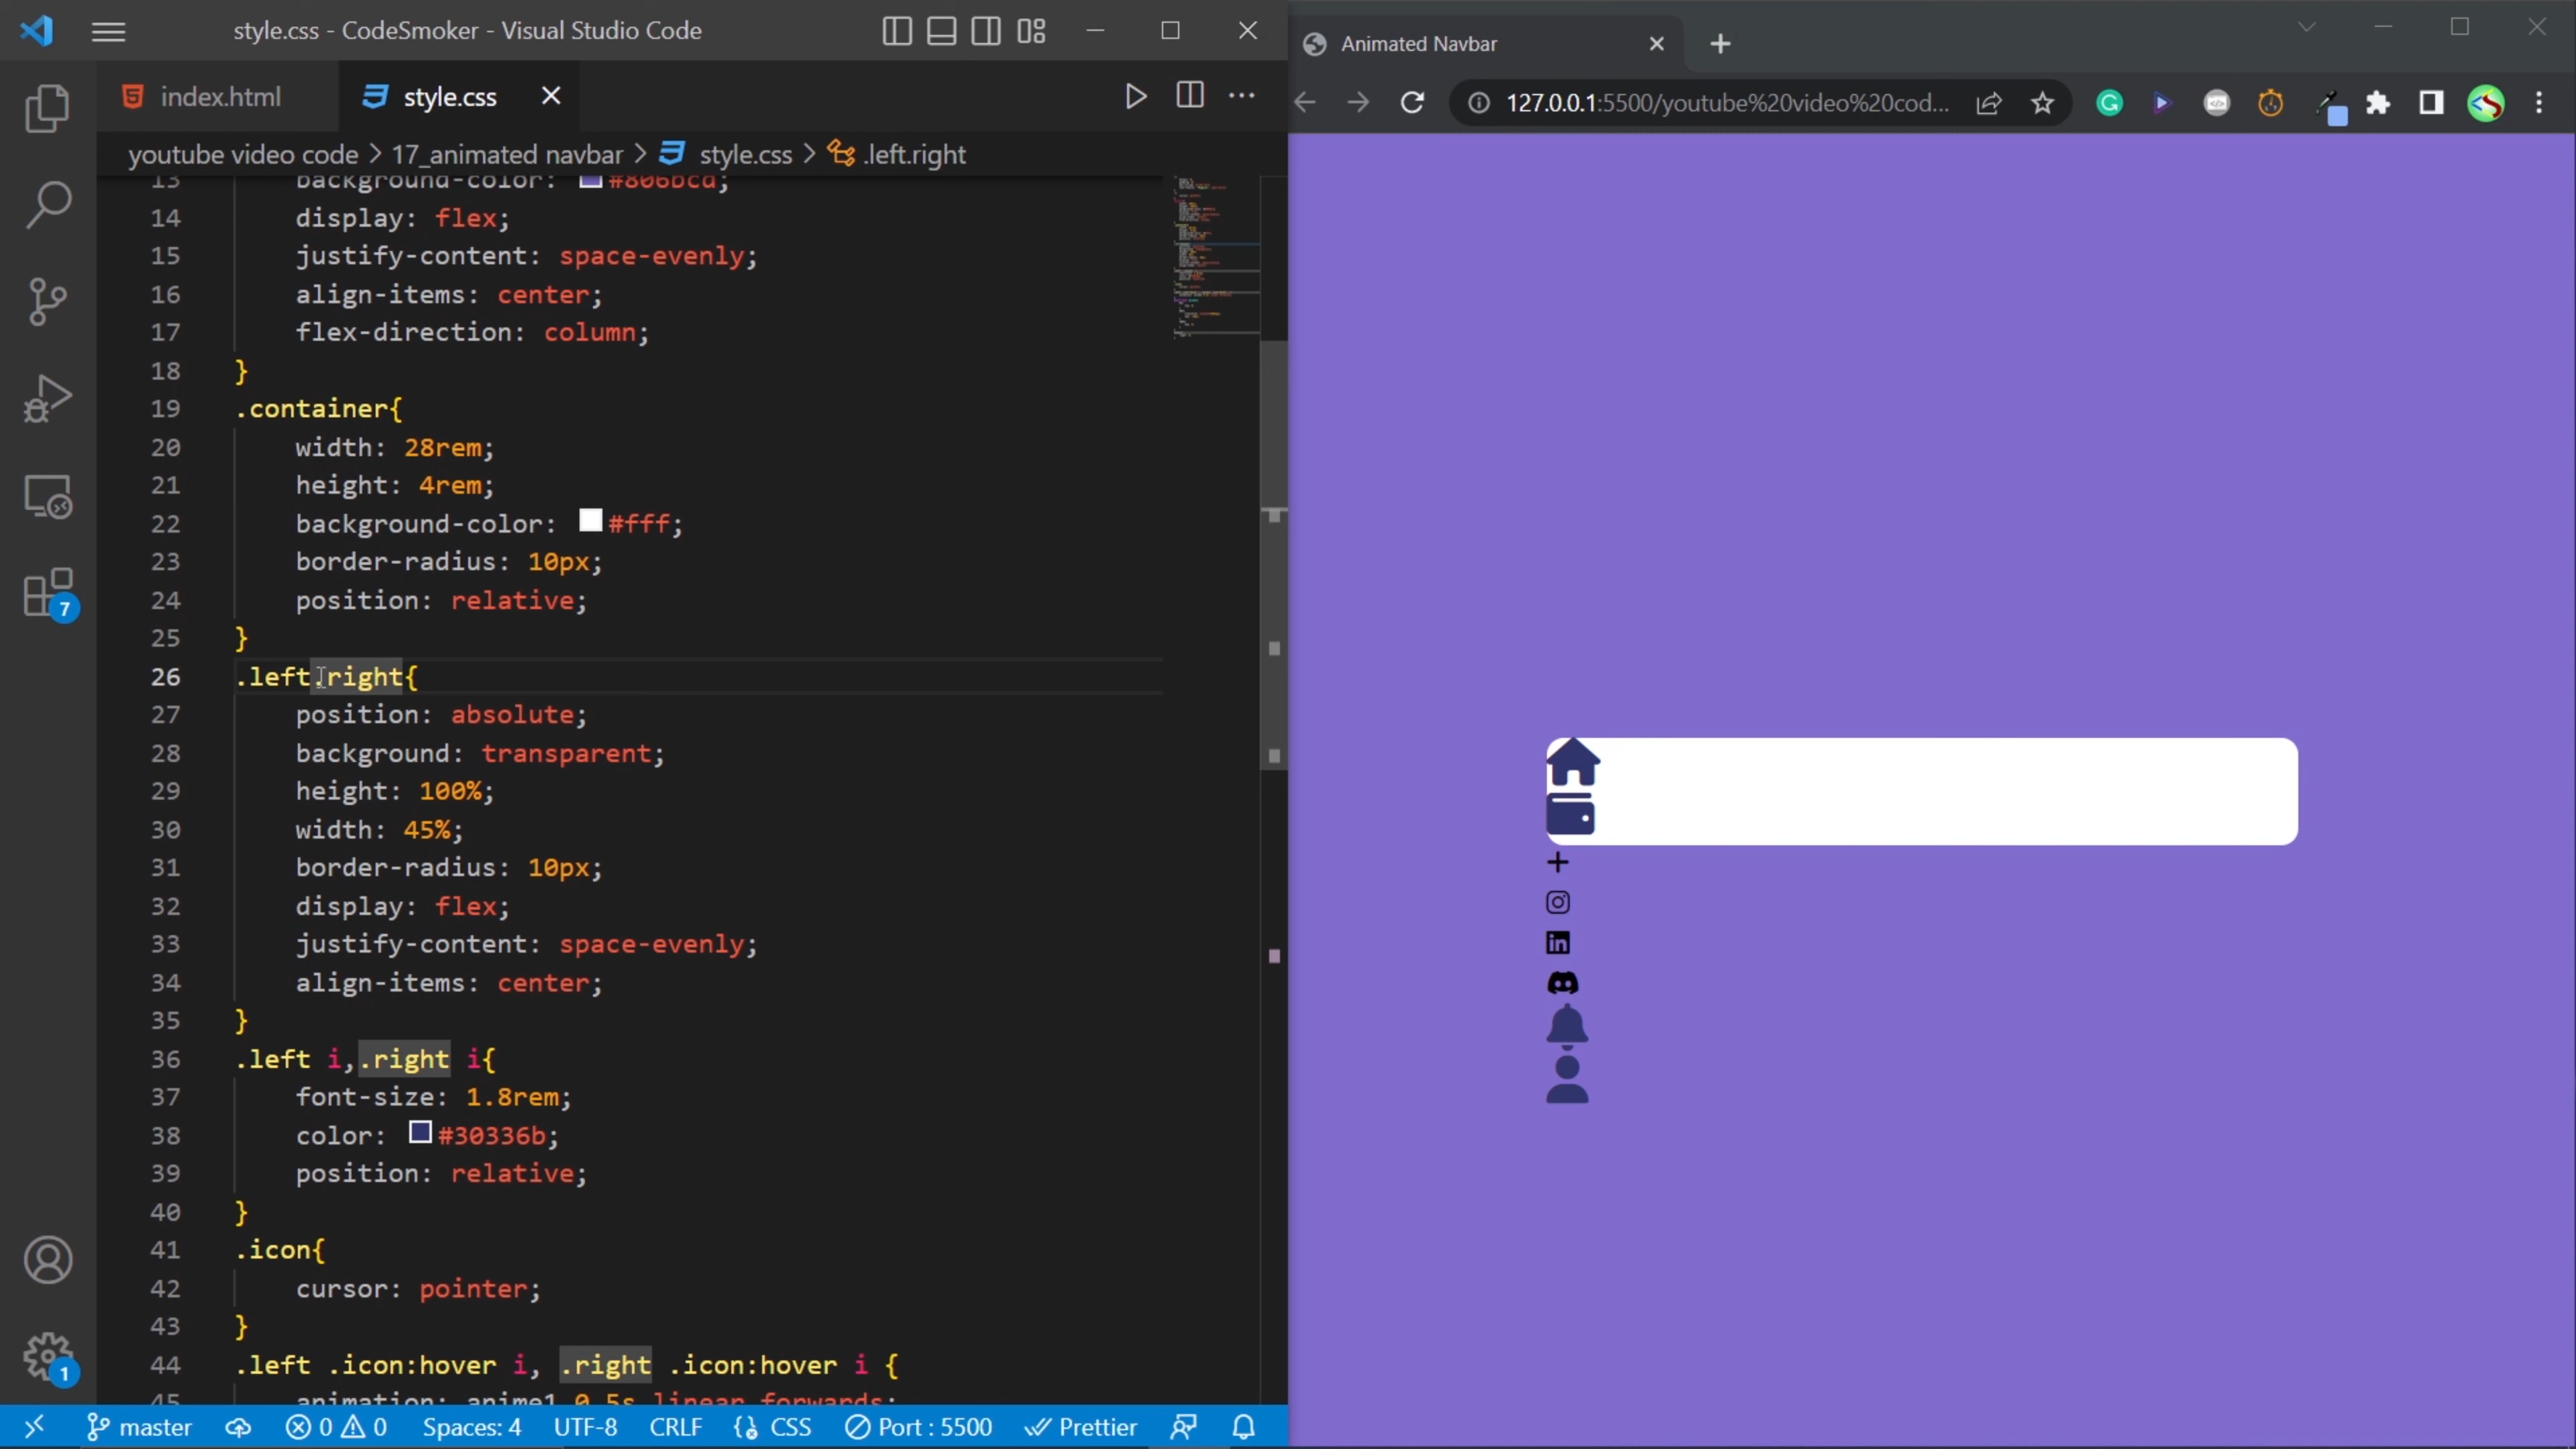 style.css - CodeSmoker - Visual Studio Code
index.html
style.css
youtube video code > 17_animated navbar > style.css > .left.right
13 background-color: #806bcd;
14 display: flex;
15 justify-content: space-evenly;
16 align-items: center;
17 flex-direction: column;
18 }
19 .container{
20 width: 28rem;
21 height: 4rem;
22 background-color: #fff;
23 border-radius: 10px;
24 position: relative;
25 }
26 .left.right{
27 position: absolute;
28 background: transparent;
29 height: 100%;
30 width: 45%;
31 border-radius: 10px;
32 display: flex;
33 justify-content: space-evenly;
34 align-items: center;
35 }
36 .left i,.right i{
37 font-size: 1.8rem;
38 color: #30336b;
39 position: relative;
40 }
41 .icon{
42 cursor: pointer;
43 }
44 .left .icon:hover i, .right .icon:hover i {
45 animation: anime1 0.5s linear forwards;
7
1
master 0 0 Spaces: 4 UTF-8 CRLF CSS Port : 5500 Prettier
Animated Navbar
127.0.0.1:5500/youtube%20video%20cod...